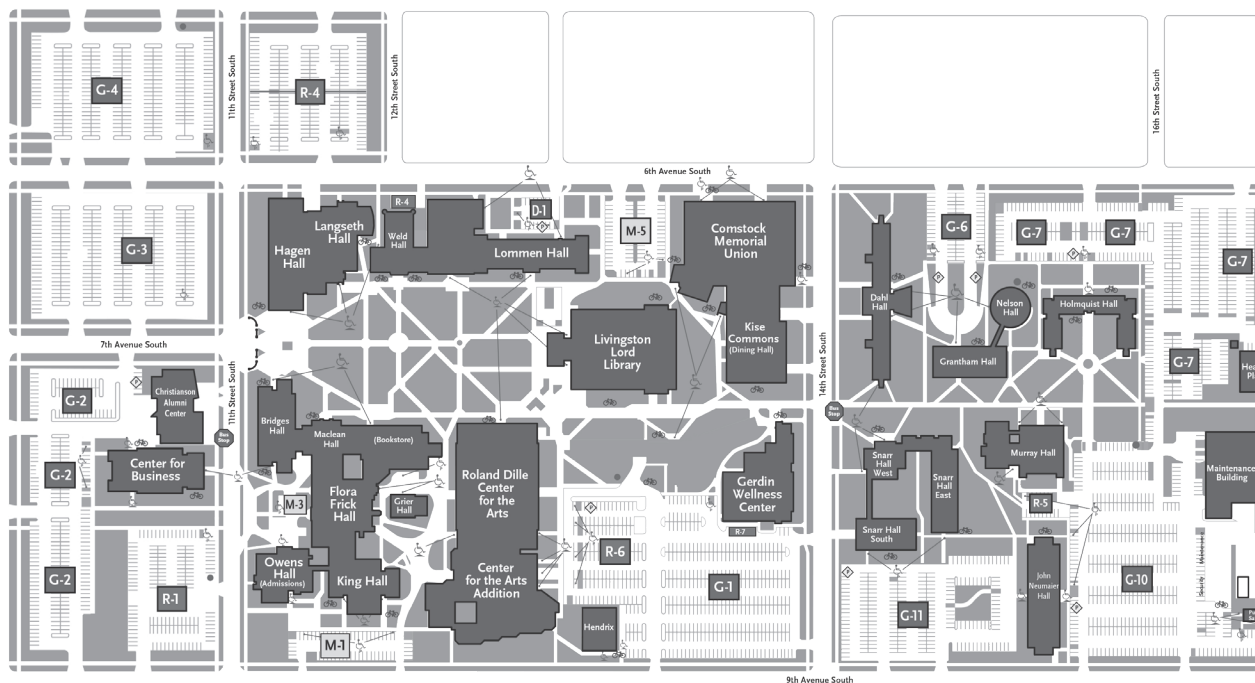 G-4
11th Street South
R-4
12th Street South
16th Street South
6th Avenue South
G-3
7th Avenue South
Langseth
Hall
Hagen
Hall
R-4
Weld
Hall
Lommen Hall
D-1
P
M-5
Comstock
Memorial
Union
Kise
Commons
(Dining Hall)
Livingston
Lord
Library
14th Street South
Dahl
Hall
G-6
P
P
G-7
P
G-7
G-7
Nelson
Hall
Holmquist Hall
Grantham Hall
G-7
G-2
P
Christianson
Alumni
Center
11th Street South
Bus
Stop
G-2
Center for
Business
G-2
R-1
Bridges
Hall
Maclean
Hall
(Bookstore)
M-3
Flora
Frick
Hall
Grier
Hall
Owens
Hall
(Admissions)
King Hall
M-1
Roland Dille
Center
for the
Arts
Center
for the Arts
Addition
P
R-6
Hendrix
G-1
Gerdin
Wellness
Center
R-7
Bus
Stop
Snarr
Hall
West
Snarr
Hall
East
Snarr Hall
South
P
G-11
Murray Hall
R-5
John
Neumaier
Hall
P
G-10
Maintenance
Building
Security
9th Avenue South